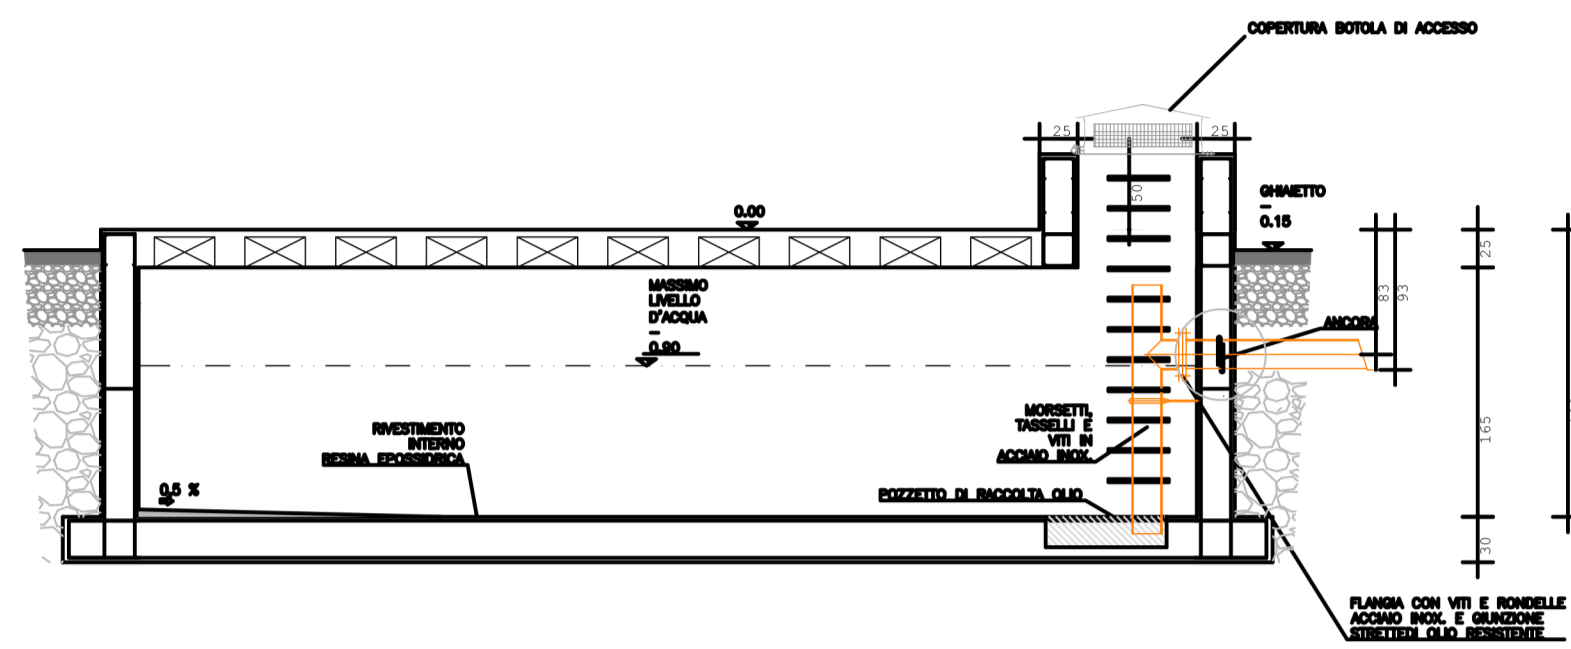 COPERTURA BOTOLA DI ACCESSO
25
25
50
GHIAIETTO
–
0.15
0.00
25
83
93
MASSIMO
LIVELLO
D'ACQUA
–
0.90
ANCORA
MORSETTI,
TASSELLI E
VITI IN
ACCIAIO INOX.
RIVESTIMENTO
INTERNO
RESINA EPOSSIDRICA
165
0.5 %
POZZETTO DI RACCOLTA OLIO
30
FLANGIA CON VITI E RONDELLE
ACCIAIO INOX. E GIUNZIONE
STRETTEDI OLIO RESISTENTE